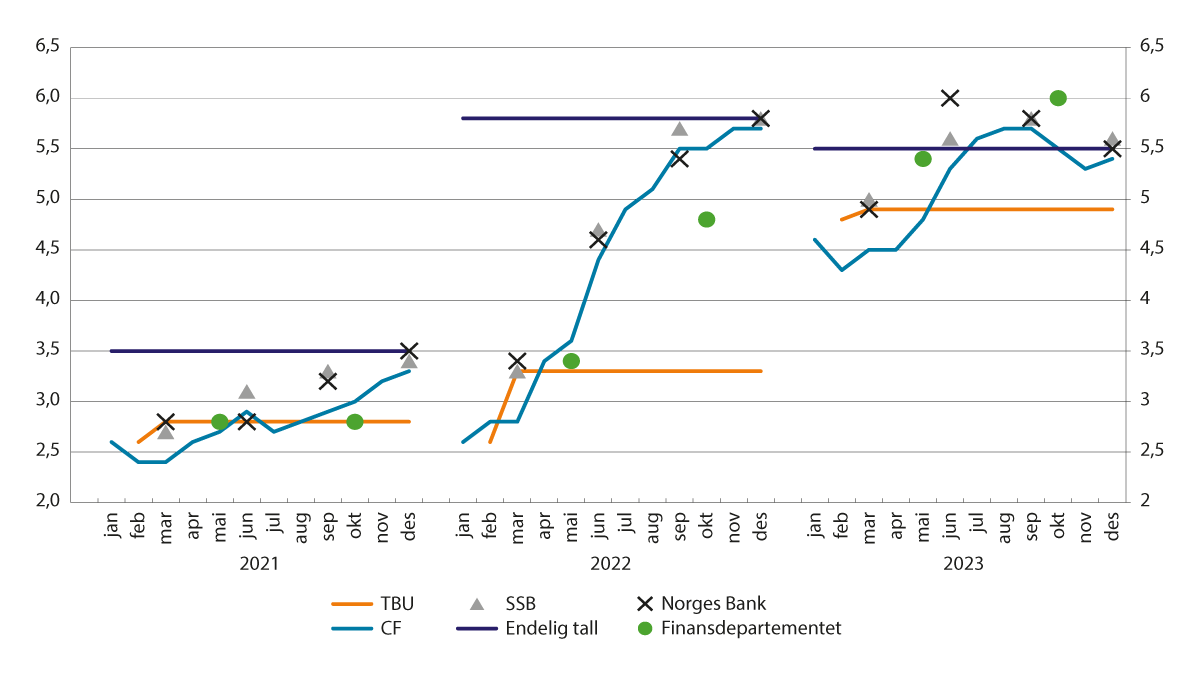 6,5 6,5
6,0 6
5,5 5,5
5,0 5
4,5 4,5
4,0 4
3,5 3,5
3,0 3
2,5 2,5
2,0 2
jan feb mar apr mai jun jul aug sep okt nov des jan feb mar apr mai jun jul aug sep okt nov des jan feb mar apr mai jun jul aug sep okt nov des
2021 2022 2023
TBU SSB Norges Bank
CF Endelig tall Finansdepartementet